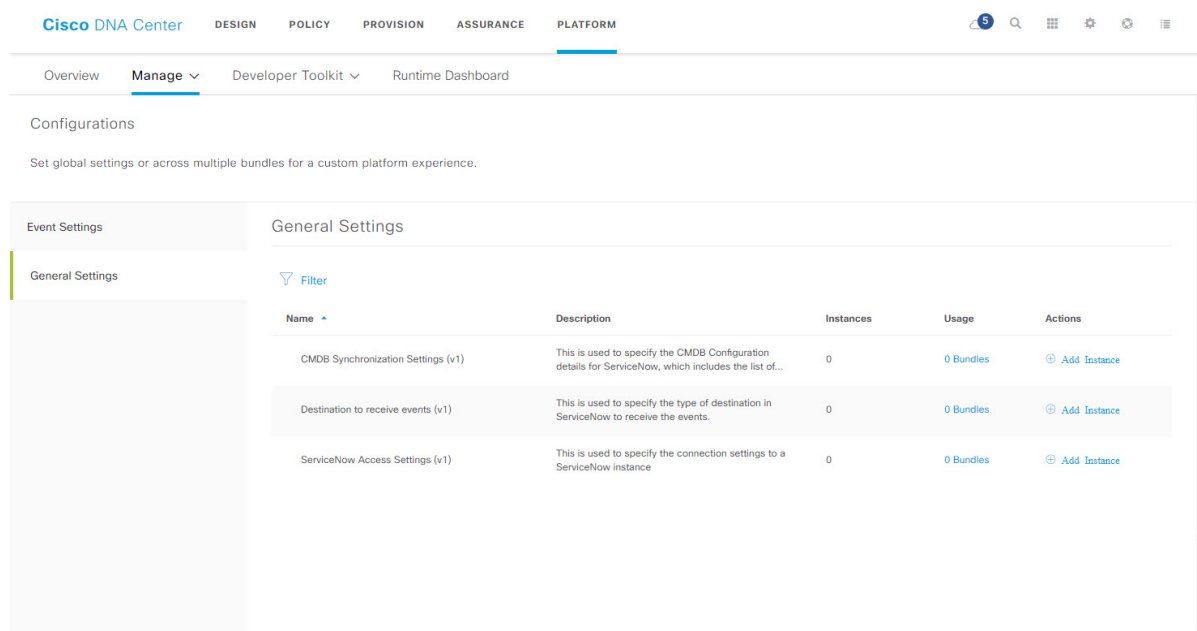 Cisco DNA Center DESIGN POLICY PROVISION ASSURANCE PLATFORM 5
Overview Manage Developer Toolkit Runtime Dashboard
Configurations
Set global settings or across multiple bundles for a custom platform experience.
Event Settings
General Settings
General Settings
Filter
Name Description Instances Usage Actions
CMDB Synchronization Settings (v1) This is used to specify the CMDB Configuration
details for ServiceNow, which includes the list of... 0 0 Bundles Add Instance
Destination to receive events (v1) This is used to specify the type of destination in
ServiceNow to receive the events. 0 0 Bundles Add Instance
ServiceNow Access Settings (v1) This is used to specify the connection settings to a
ServiceNow instance 0 0 Bundles Add Instance